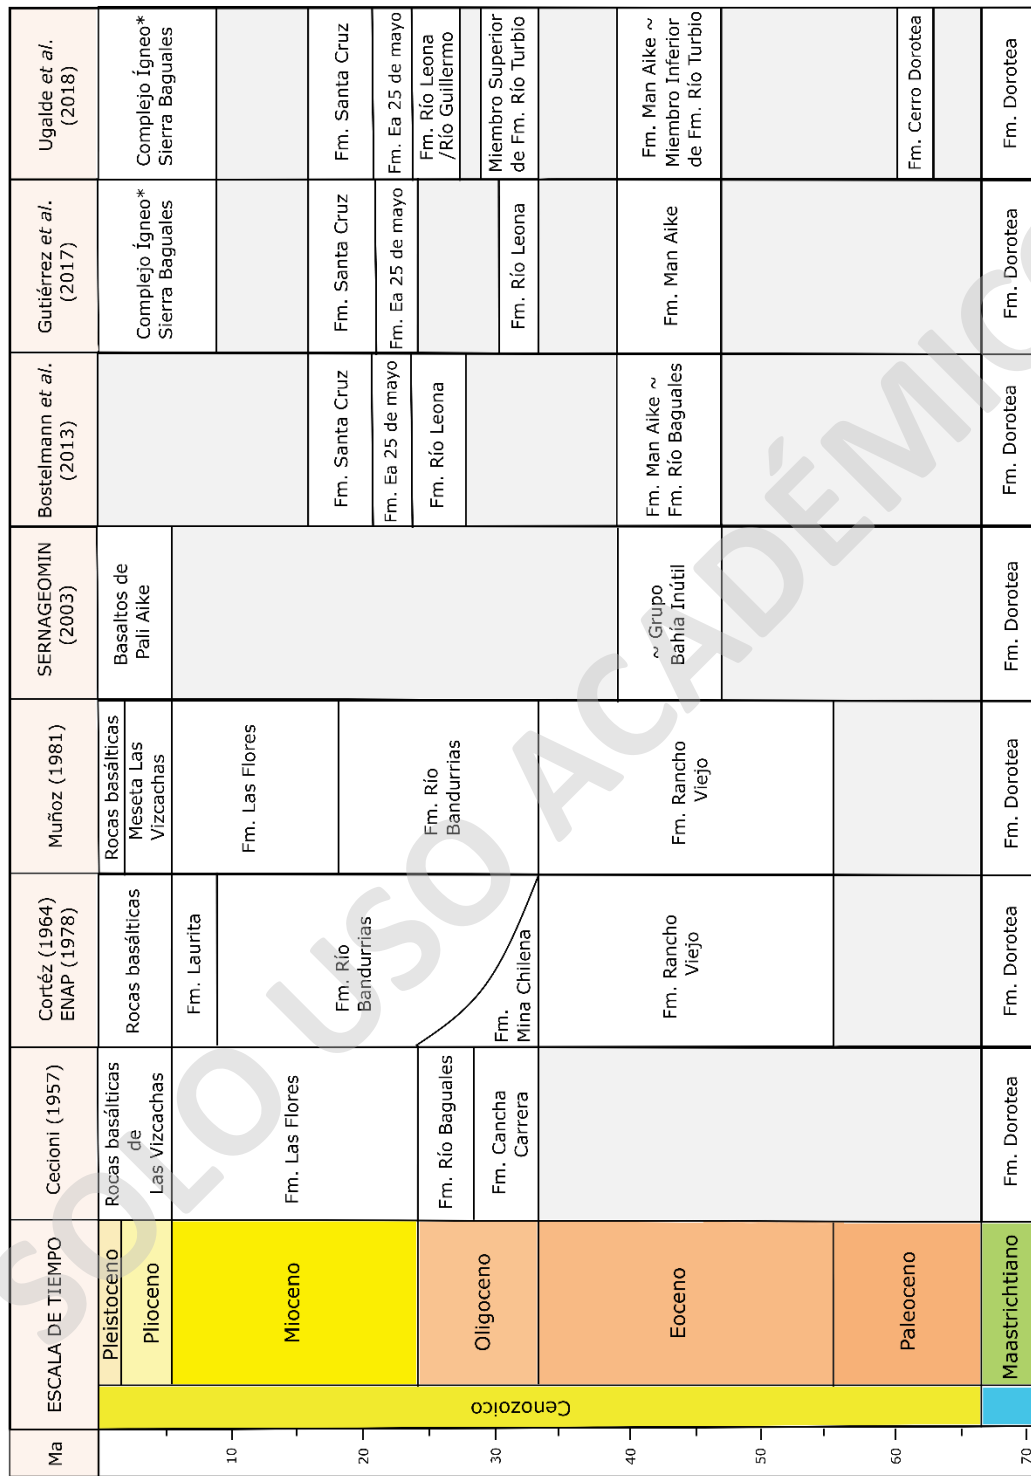 Ma
ESCALA DE TIEMPO
Cecioni (1957)
Cortéz (1964)
ENAP (1978)
Muñoz (1981)
SERNAGEOMIN
(2003)
Bostelmann et al.
(2013)
Gutiérrez et al.
(2017)
Ugalde et al.
(2018)
10
20
30
40
50
60
70
Cenozoico
Pleistoceno
Plioceno
Mioceno
Oligoceno
Eoceno
Paleoceno
Maastrichtiano
Rocas basálticas
de
Las Vizcachas
Fm. Las Flores
Fm. Río Baguales
Fm. Cancha
Carrera
Fm. Dorotea
Rocas basálticas
Fm. Laurita
Fm. Río
Bandurrias
Fm.
Mina Chilena
Fm. Rancho
Viejo
Fm. Dorotea
Rocas basálticas
Meseta Las
Vizcachas
Fm. Las Flores
Fm. Río
Bandurrias
Fm. Rancho
Viejo
Fm. Dorotea
Basaltos de
Pali Aike
~ Grupo
Bahía Inútil
Fm. Dorotea
Fm. Santa Cruz
Fm. Ea 25 de mayo
Fm. Río Leona
Fm. Man Aike ~
Fm. Río Baguales
Fm. Dorotea
Complejo Ígneo*
Sierra Baguales
Fm. Santa Cruz
Fm. Ea 25 de mayo
Fm. Río Leona
Fm. Man Aike
Fm. Dorotea
Complejo Ígneo*
Sierra Baguales
Fm. Santa Cruz
Fm. Ea 25 de mayo
Fm. Río Leona
/Río Guillermo
Miembro Superior
de Fm. Río Turbio
Fm. Man Aike ~
Miembro Inferior
de Fm. Río Turbio
Fm. Cerro Dorotea
Fm. Dorotea
SOLO USO ACADÉMICO